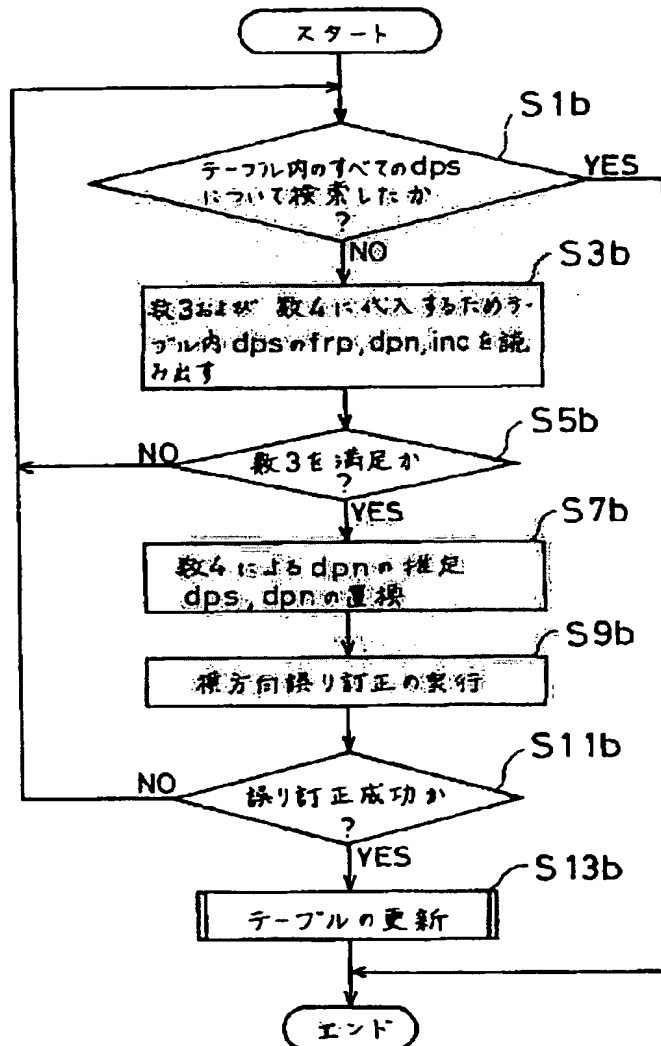 スタート
S1b
テーブル内のすべてのdps
について検索したか
?
YES
NO
S3b
数3および 数4に代入するためテー
ブル内dpsのfrp,dpn,incを読
み出す
S5b
NO
数3を満足か
?
YES
S7b
数4によるdpnの推定
dps,dpnの置換
S9b
横方向誤り訂正の実行
S11b
NO
誤り訂正成功か
?
YES
S13b
テーブルの更新
エンド